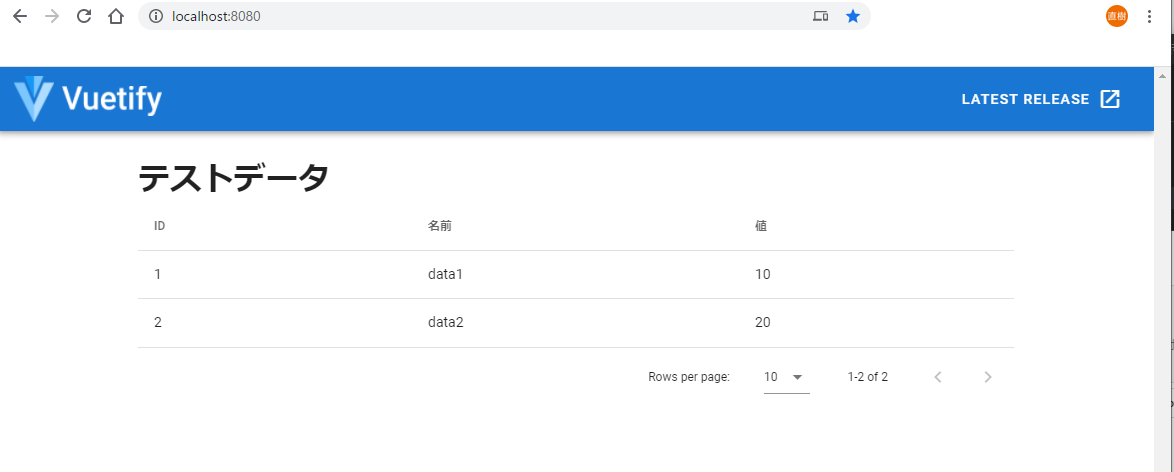 localhost:8080
直樹
Vuetify
LATEST RELEASE
テストデータ
ID 名前 値
1 data1 10
2 data2 20
Rows per page: 10 1-2 of 2